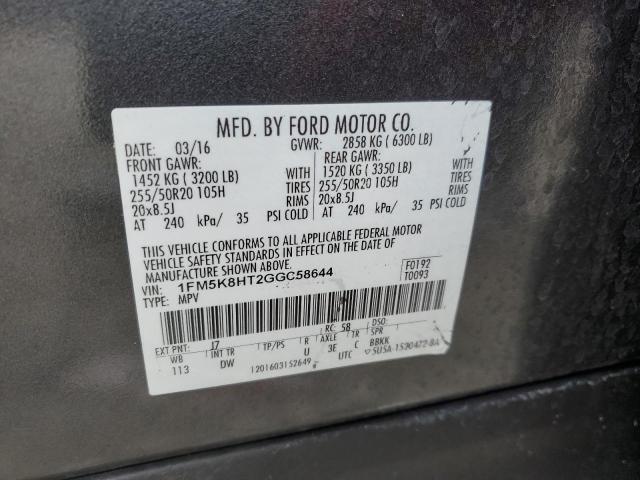 MFD. BY FORD MOTOR CO.
DATE: 03/16 GVWR: 2858 KG ( 6300 LB)
FRONT GAWR: REAR GAWR:
1452 KG ( 3200 LB) 1520 KG ( 3350 LB)
255/50R20 105H TIRES 255/50R20 105H TIRES
20x8.5J RIMS 20x8.5J RIMS
AT 240 kPa/ 35 PSI COLD AT 240 kPa/ 35 PSI COLD
THIS VEHICLE CONFORMS TO ALL APPLICABLE FEDERAL MOTOR
VEHICLE SAFETY STANDARDS IN EFFECT ON THE DATE OF
MANUFACTURE SHOWN ABOVE.
VIN: 1FM5K8HT2GGC58644 F0192
TYPE: MPV T0093
EXT PNT: J7 RC: 58 DSO:
WB INT TR TP/PS R AXLE TR
113 DW U 3E C BBKK
1201603152649 UTC